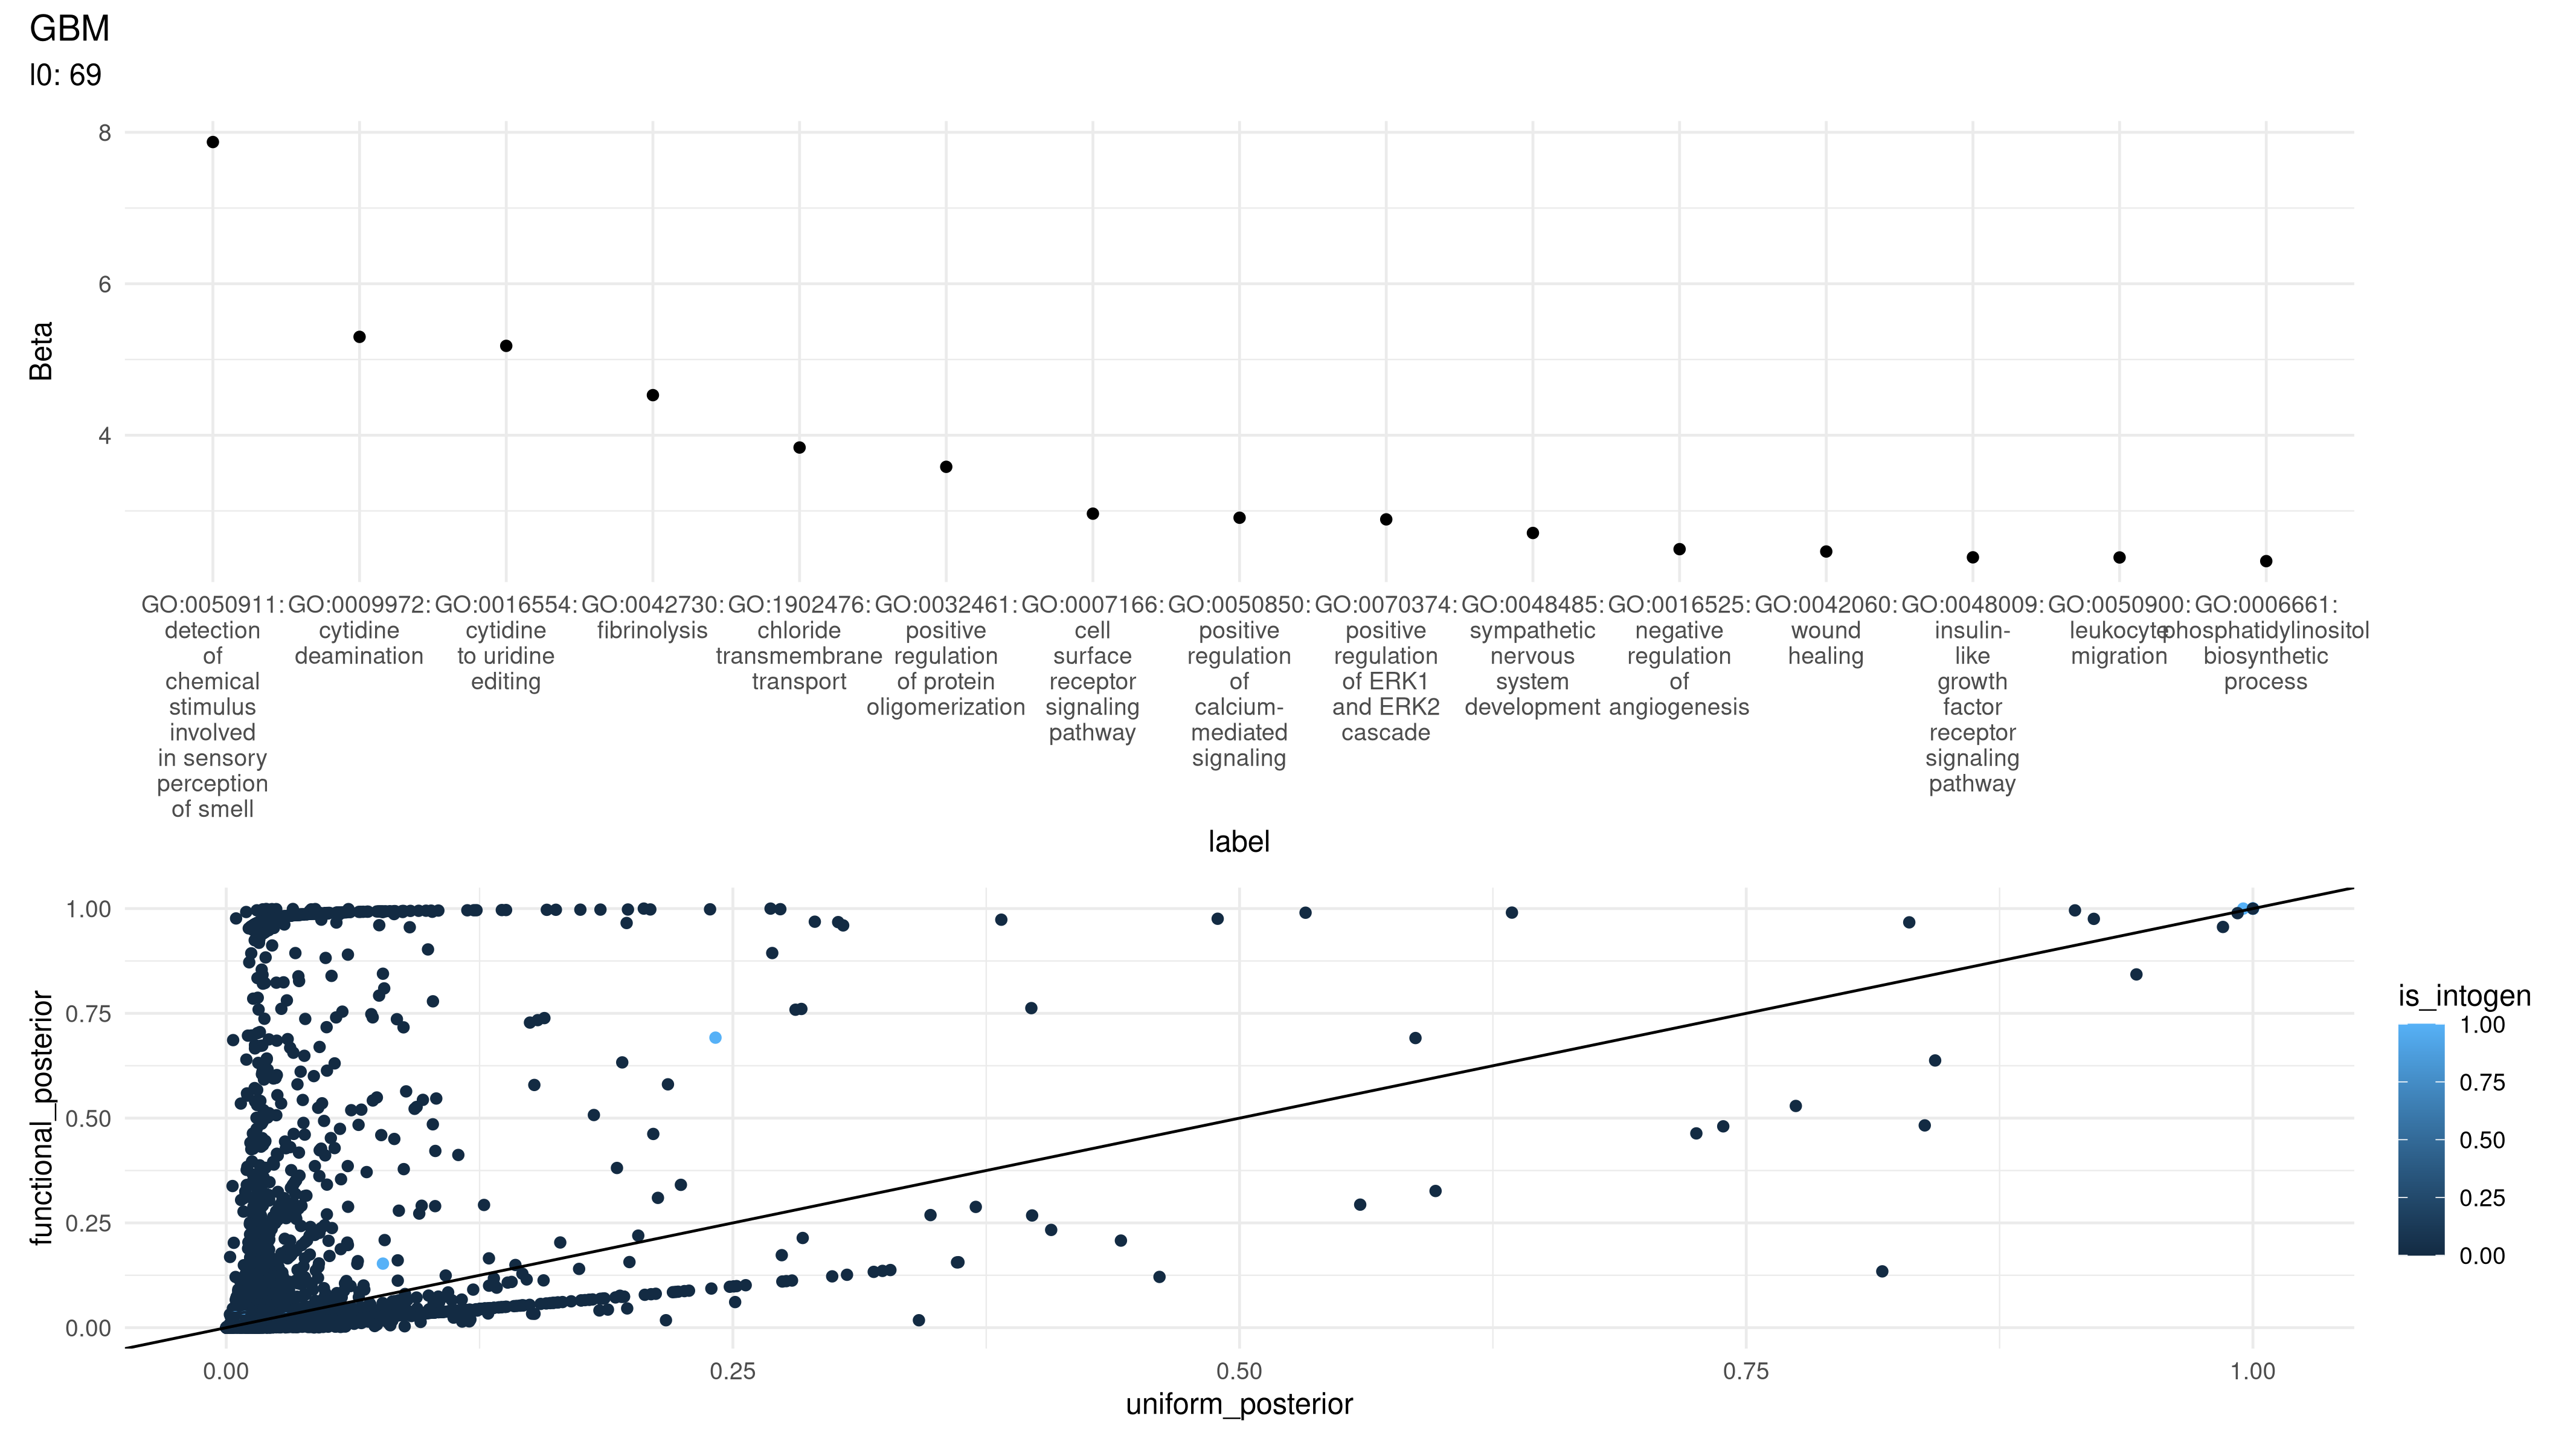 GBM
l0: 69
8
6
4
Beta
GO:0050911:
detection
of
chemical
stimulus
involved
in sensory
perception
of smell
GO:0009972:
cytidine
deamination
GO:0016554:
cytidine
to uridine
editing
GO:0042730:
fibrinolysis
GO:1902476:
chloride
transmembrane
transport
GO:0032461:
positive
regulation
of protein
oligomerization
GO:0007166:
cell
surface
receptor
signaling
pathway
GO:0050850:
positive
regulation
of
calcium-
mediated
signaling
GO:0070374:
positive
regulation
of ERK1
and ERK2
cascade
GO:0048485:
sympathetic
nervous
system
development
GO:0016525:
negative
regulation
of
angiogenesis
GO:0042060:
wound
healing
GO:0048009:
insulin-
like
growth
factor
receptor
signaling
pathway
GO:0050900:
leukocyte
migration
GO:0006661:
phosphatidylinositol
biosynthetic
process
label
1.00
0.75
0.50
0.25
0.00
functional_posterior
0.00
0.25
0.50
0.75
1.00
uniform_posterior
is_intogen
1.00
0.75
0.50
0.25
0.00